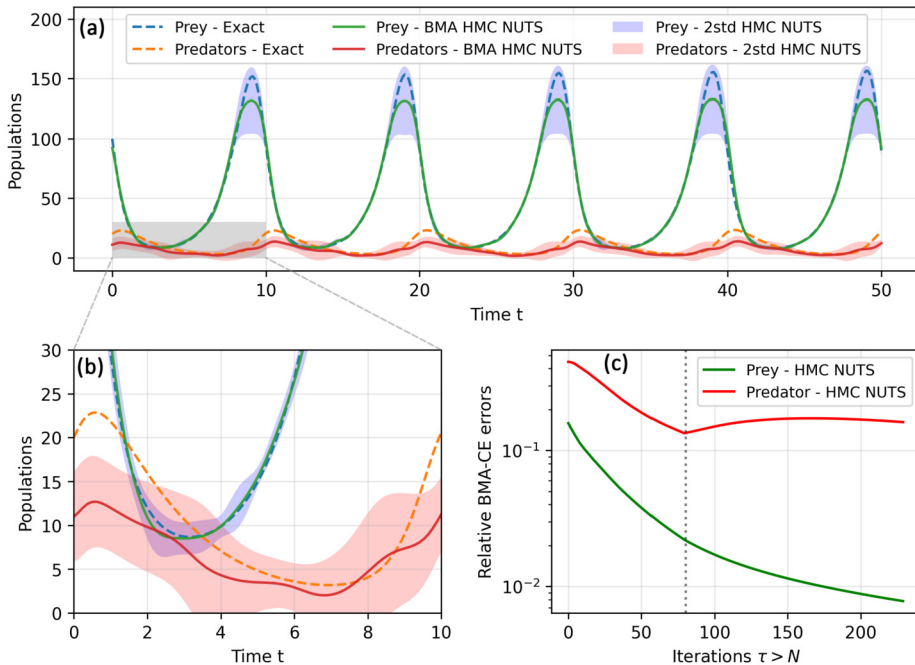 (a)
Prey - Exact
Predators - Exact
Prey - BMA HMC NUTS
Predators - BMA HMC NUTS
Prey - 2std HMC NUTS
Predators - 2std HMC NUTS
200
150
100
50
0
Populations
0 10 20 30 40 50
Time t
(b)
30
25
20
15
10
5
0
Populations
0 2 4 6 8 10
Time t
(c)
Prey - HMC NUTS
Predator - HMC NUTS
10⁻¹
10⁻²
Relative BMA-CE errors
0 50 100 150 200
Iterations τ > N